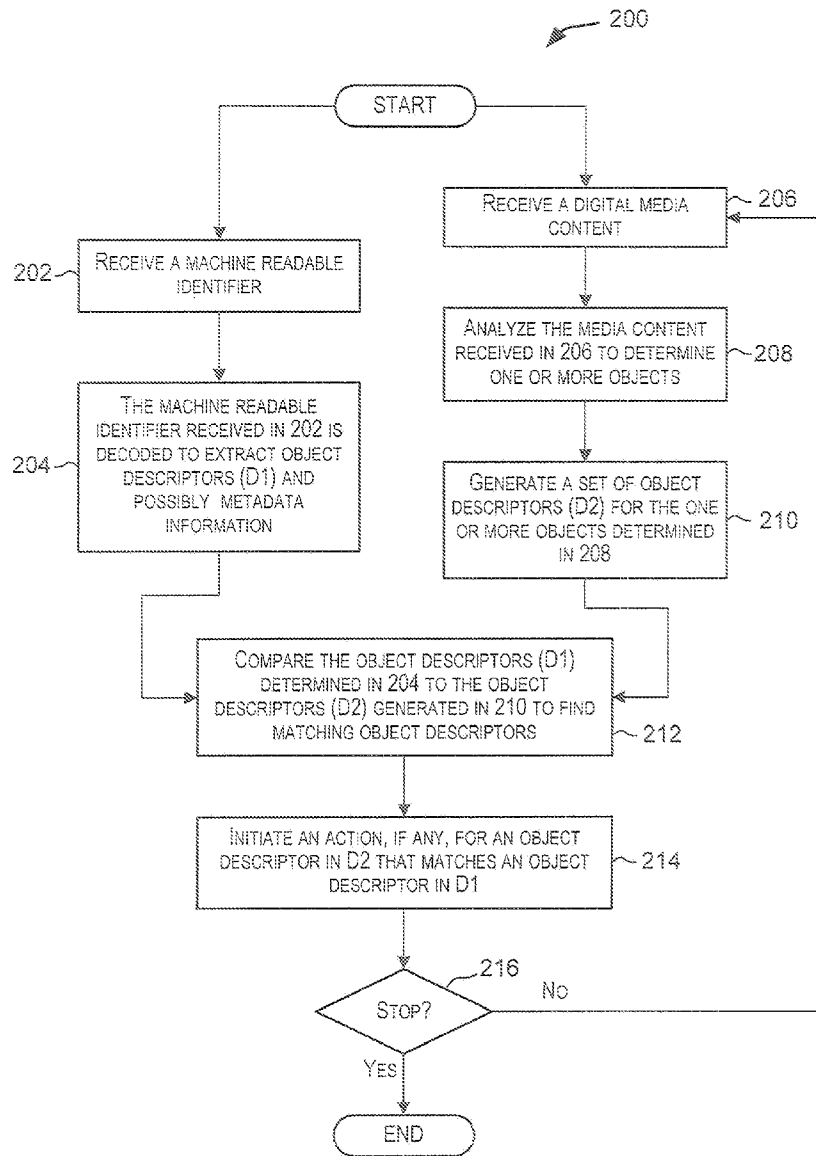 200
START
206
RECEIVE A DIGITAL MEDIA
CONTENT
202
RECEIVE A MACHINE READABLE
IDENTIFIER
ANALYZE THE MEDIA CONTENT
RECEIVED IN 206 TO DETERMINE
ONE OR MORE OBJECTS
208
204
THE MACHINE READABLE
IDENTIFIER RECEIVED IN 202 IS
DECODED TO EXTRACT OBJECT
DESCRIPTORS (D1) AND
POSSIBLY METADATA
INFORMATION
GENERATE A SET OF OBJECT
DESCRIPTORS (D2) FOR THE ONE
OR MORE OBJECTS DETERMINED
IN 208
210
COMPARE THE OBJECT DESCRIPTORS (D1)
DETERMINED IN 204 TO THE OBJECT
DESCRIPTORS (D2) GENERATED IN 210 TO FIND
MATCHING OBJECT DESCRIPTORS
212
INITIATE AN ACTION, IF ANY, FOR AN OBJECT
DESCRIPTOR IN D2 THAT MATCHES AN OBJECT
DESCRIPTOR IN D1
214
216
STOP?
NO
YES
END